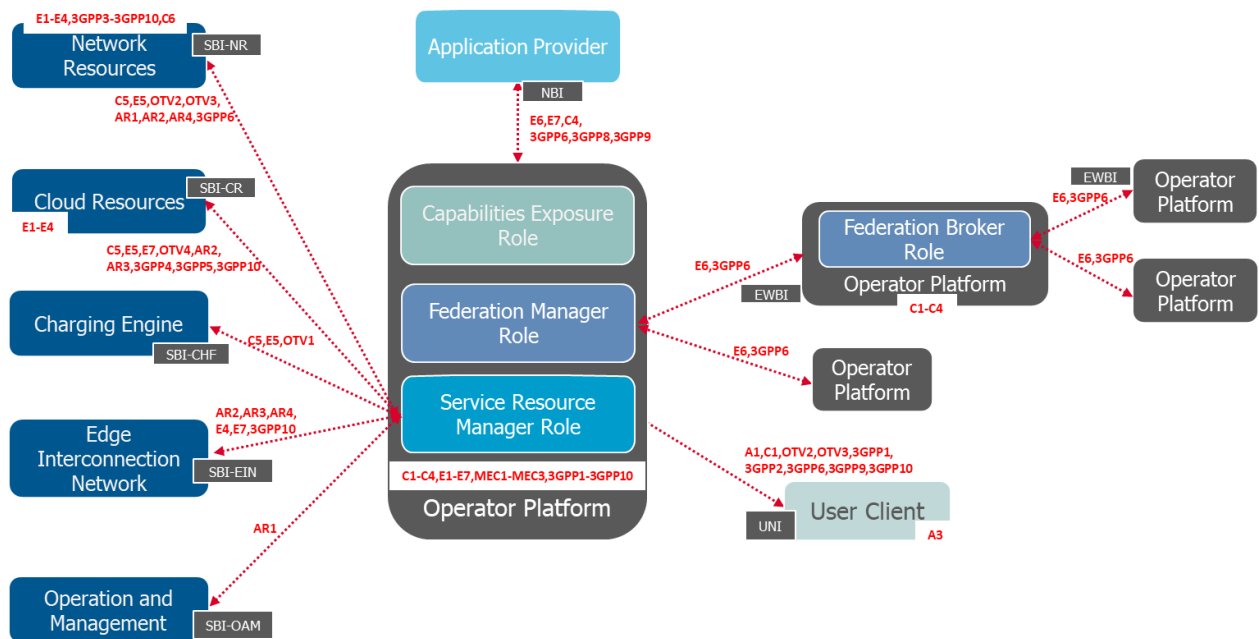 E1-E4,3GPP3-3GPP10,C6
Network
Resources
SBI-NR
C5,E5,OTV2,OTV3,
AR1,AR2,AR4,3GPP6
Cloud Resources
SBI-CR
E1-E4
C5,E5,E7,OTV4,AR2,
AR3,3GPP4,3GPP5,3GPP10
Charging Engine
SBI-CHF
C5,E5,OTV1
Edge
Interconnection
Network
SBI-EIN
AR2,AR3,AR4,
E4,E7,3GPP10
AR1
Operation and
Management
SBI-OAM
Application Provider
NBI
E6,E7,C4,
3GPP6,3GPP8,3GPP9
Capabilities Exposure
Role
Federation Manager
Role
Service Resource
Manager Role
C1-C4,E1-E7,MEC1-MEC3,3GPP1-3GPP10
Operator Platform
E6,3GPP6
EWBI
Federation Broker
Role
Operator Platform
C1-C4
EWBI
E6,3GPP6
Operator
Platform
E6,3GPP6
Operator
Platform
E6,3GPP6
Operator
Platform
A1,C1,OTV2,OTV3,3GPP1,
3GPP2,3GPP6,3GPP9,3GPP10
UNI
User Client
A3